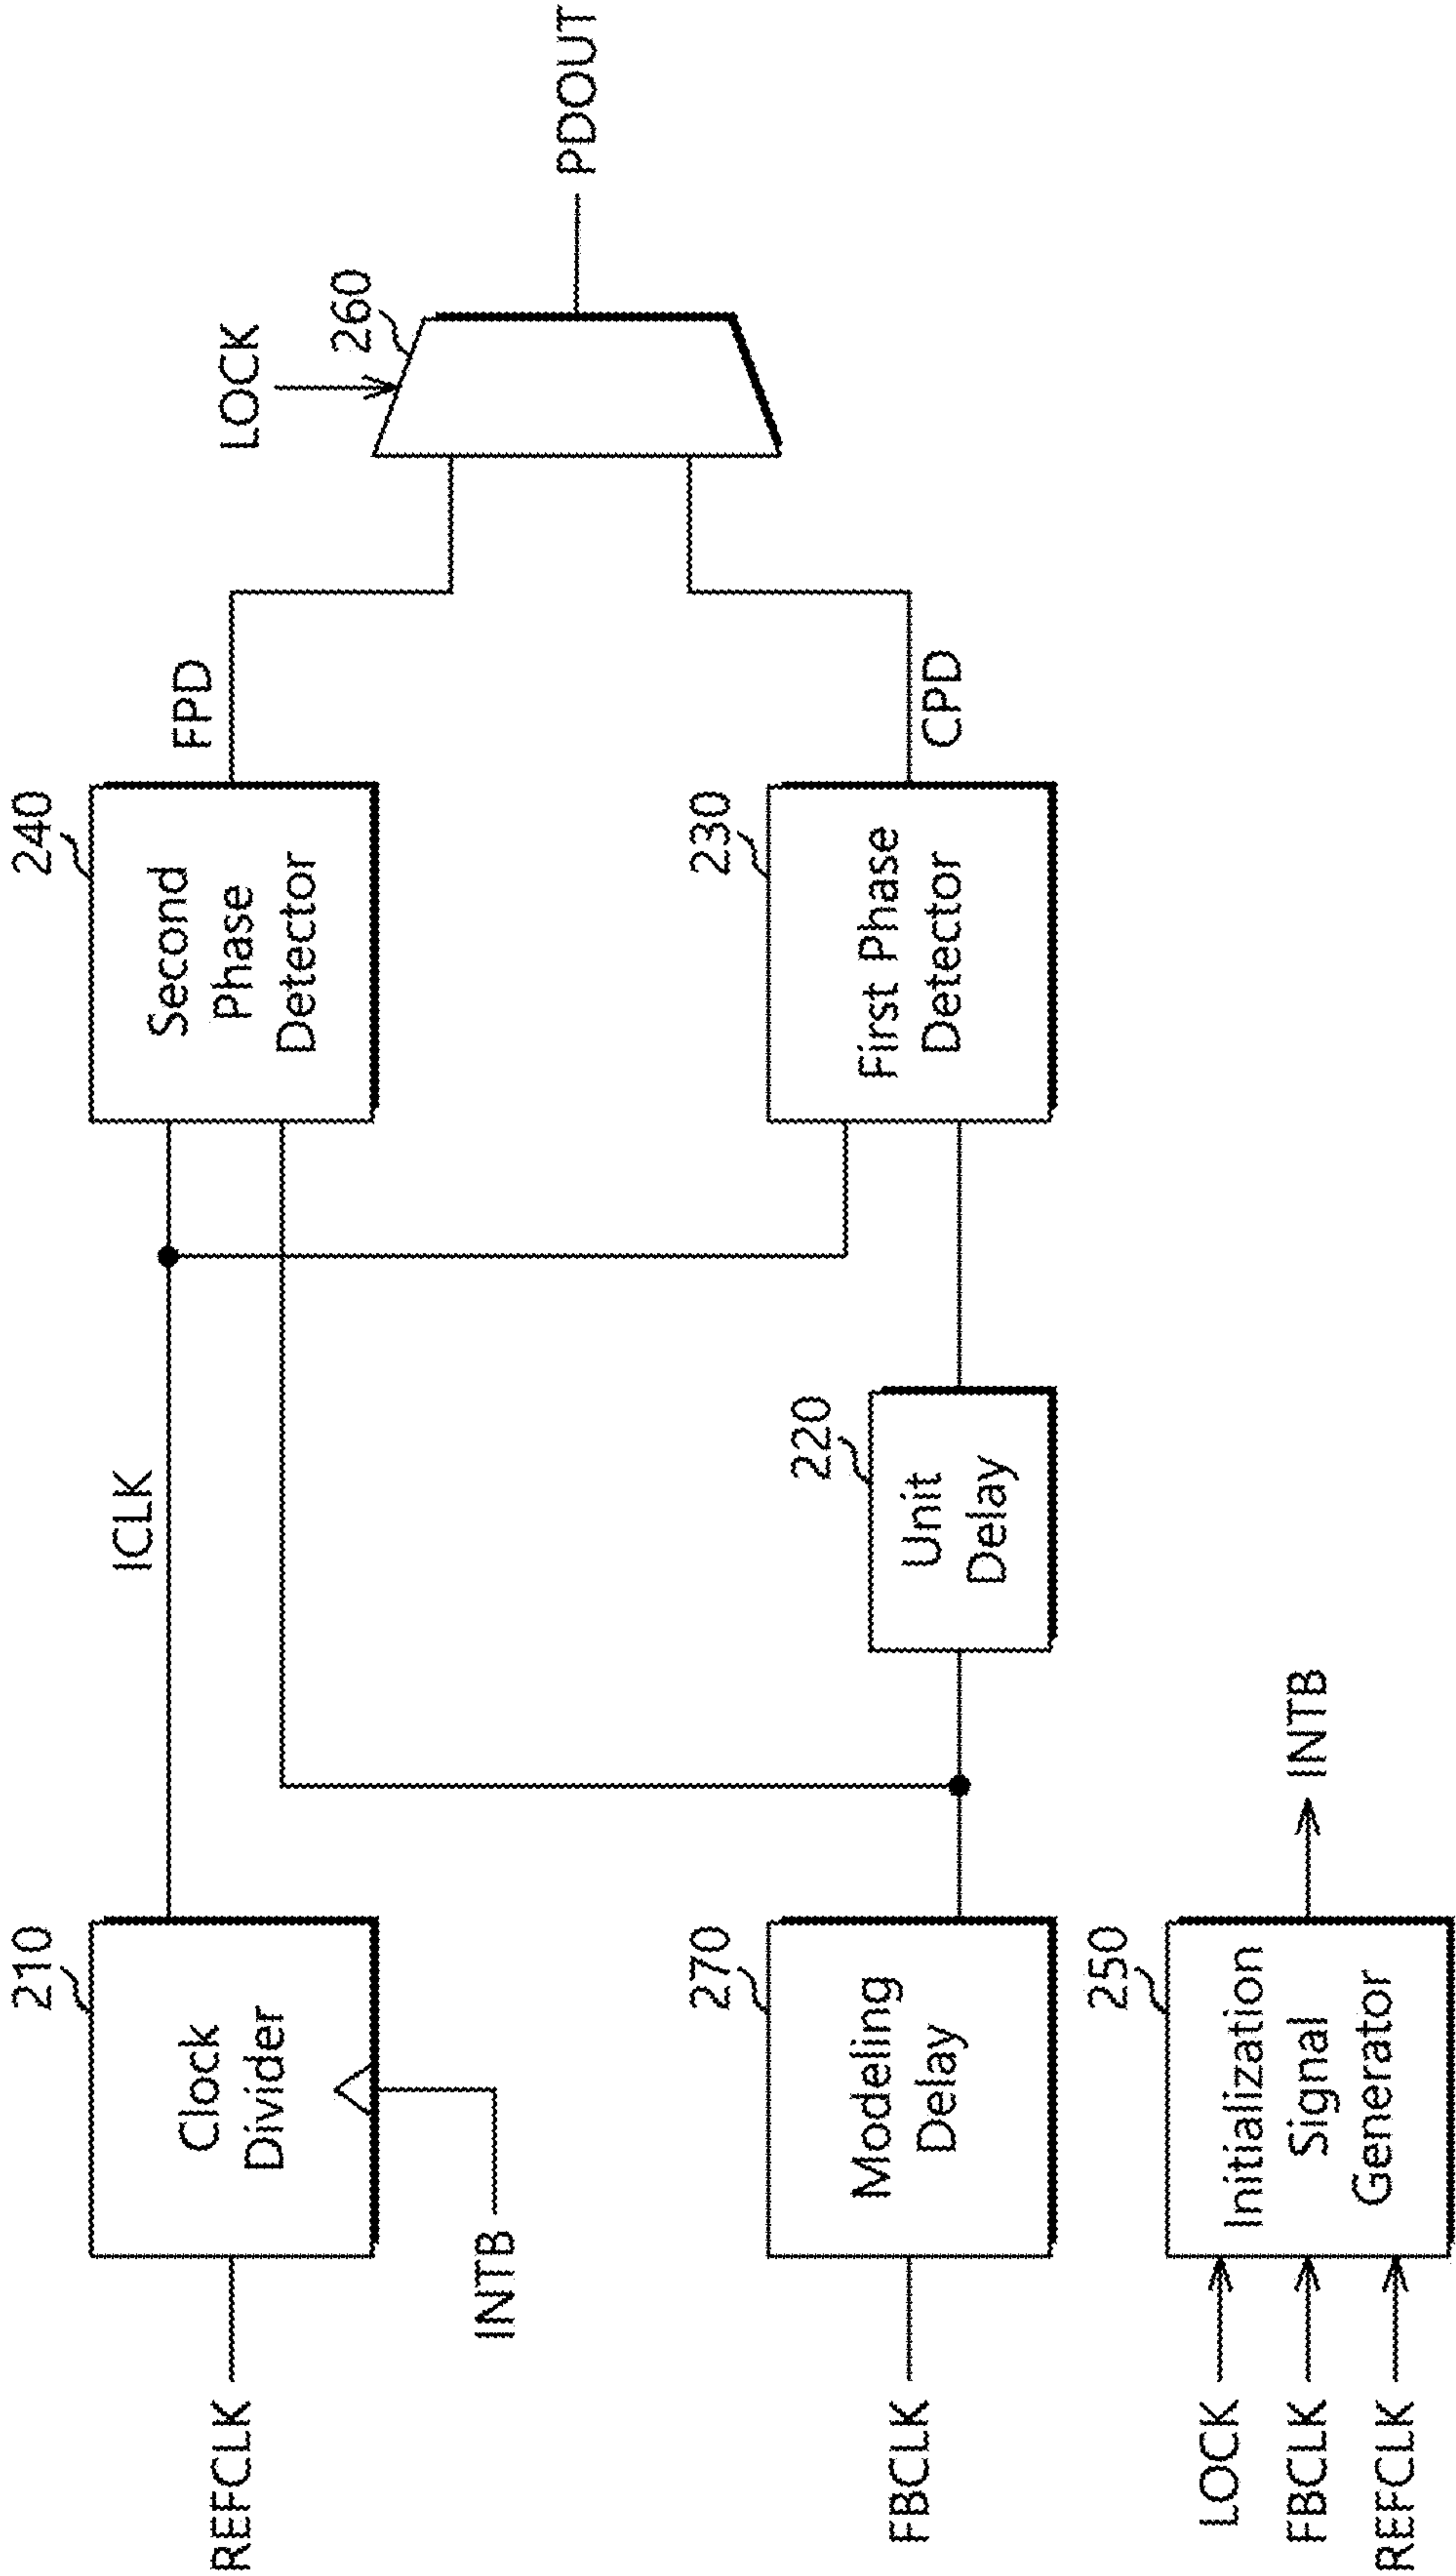 210
Clock
Divider
REFCLK
INTB
ICLK
240
Second
Phase
Detector
FPD
LOCK
260
PDOUT
270
Modeling
Delay
FBCLK
220
Unit
Delay
230
First Phase
Detector
CPD
250
Initialization
Signal
Generator
LOCK
FBCLK
REFCLK
INTB